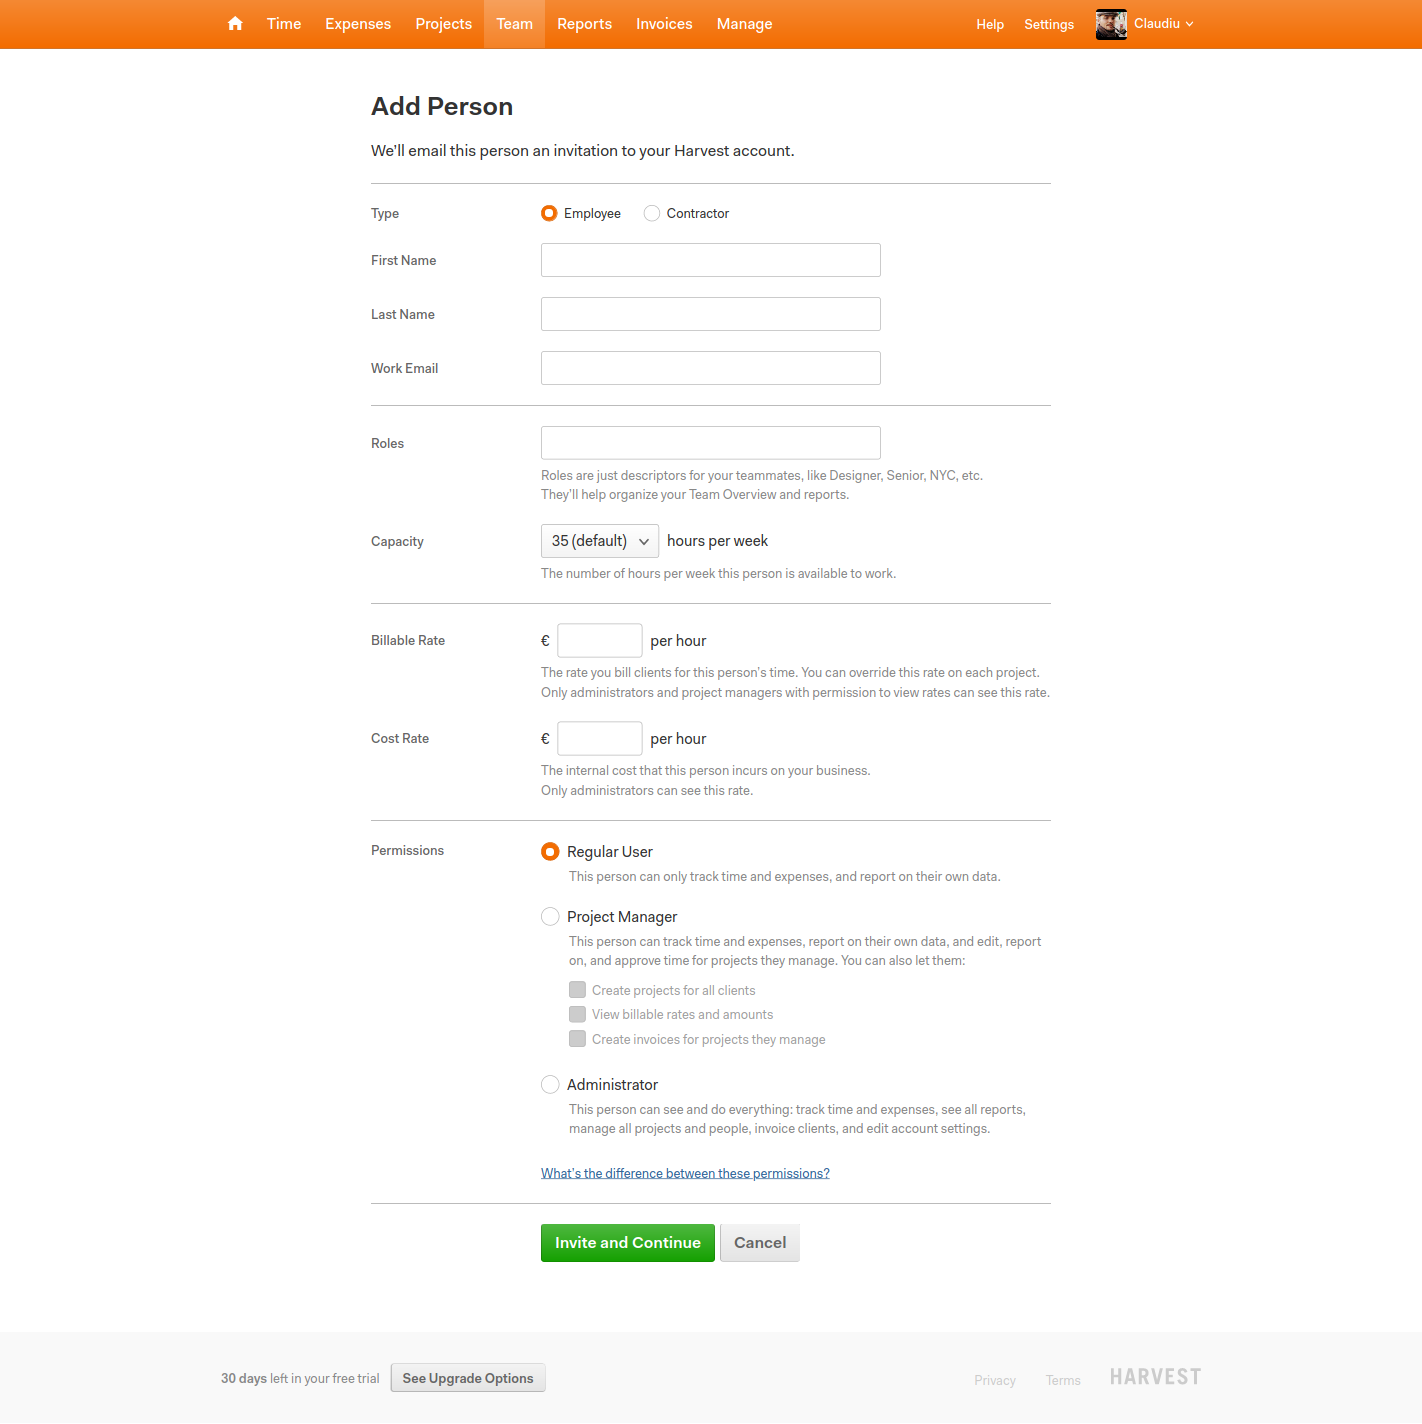 Time Expenses Projects Team Reports Invoices Manage Help Settings Claudiu
Add Person
We'll email this person an invitation to your Harvest account.
Type Employee Contractor
First Name
Last Name
Work Email
Roles
Roles are just descriptors for your teammates, like Designer, Senior, NYC, etc.
They'll help organize your Team Overview and reports.
Capacity 35 (default) hours per week
The number of hours per week this person is available to work.
Billable Rate € per hour
The rate you bill clients for this person's time. You can override this rate on each project.
Only administrators and project managers with permission to view rates can see this rate.
Cost Rate € per hour
The internal cost that this person incurs on your business.
Only administrators can see this rate.
Permissions Regular User
This person can only track time and expenses, and report on their own data.
Project Manager
This person can track time and expenses, report on their own data, and edit, report
on, and approve time for projects they manage. You can also let them:
Create projects for all clients
View billable rates and amounts
Create invoices for projects they manage
Administrator
This person can see and do everything: track time and expenses, see all reports,
manage all projects and people, invoice clients, and edit account settings.
What's the difference between these permissions?
Invite and Continue Cancel
30 days left in your free trial See Upgrade Options Privacy Terms HARVEST